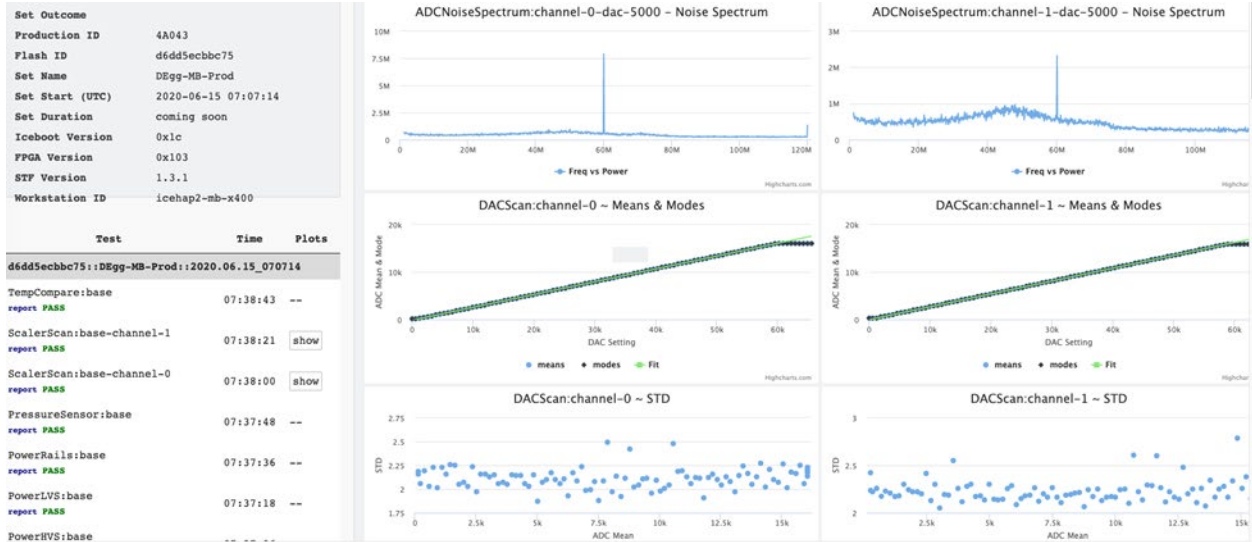 Set Outcome
Production ID 4A043
Flash ID d6dd5ecbbc75
Set Name DEgg-MB-Prod
Set Start (UTC) 2020-06-15 07:07:14
Set Duration coming soon
Iceboot Version 0x1c
FPGA Version 0x103
STF Version 1.3.1
Workstation ID icehap2-mb-x400
Test Time Plots
d6dd5ecbbc75::DEgg-MB-Prod::2020.06.15_070714
TempCompare:base
report PASS
07:38:43 --
ScalerScan:base-channel-1
report PASS
07:38:21 show
ScalerScan:base-channel-0
report PASS
07:38:00 show
PressureSensor:base
report PASS
07:37:48 --
PowerRails:base
report PASS
07:37:36 --
PowerLVS:base
report PASS
07:37:18 --
PowerHVS:base
ADCNoiseSpectrum:channel-0-dac-5000 - Noise Spectrum
10M
7.5M
5M
2.5M
0
0 20M 40M 60M 80M 100M 120M
Freq vs Power
Highcharts.com
ADCNoiseSpectrum:channel-1-dac-5000 - Noise Spectrum
3M
2M
1M
0
0 20M 40M 60M 80M 100M
Freq vs Power
Highchar
DACScan:channel-0 ~ Means & Modes
ADC Mean & Mode
20k
10k
0
0 10k 20k 30k 40k 50k 60k
DAC Setting
means modes Fit
Highcharts.com
DACScan:channel-1 ~ Means & Modes
ADC Mean & Mode
20k
10k
0
0 10k 20k 30k 40k 50k 60k
DAC Setting
means modes Fit
Highchar
DACScan:channel-0 ~ STD
STD
2.75
2.5
2.25
2
1.75
0 2.5k 5k 7.5k 10k 12.5k 15k
ADC Mean
DACScan:channel-1 ~ STD
STD
3
2.5
2
2.5k 5k 7.5k 10k 12.5k 15k
ADC Mean